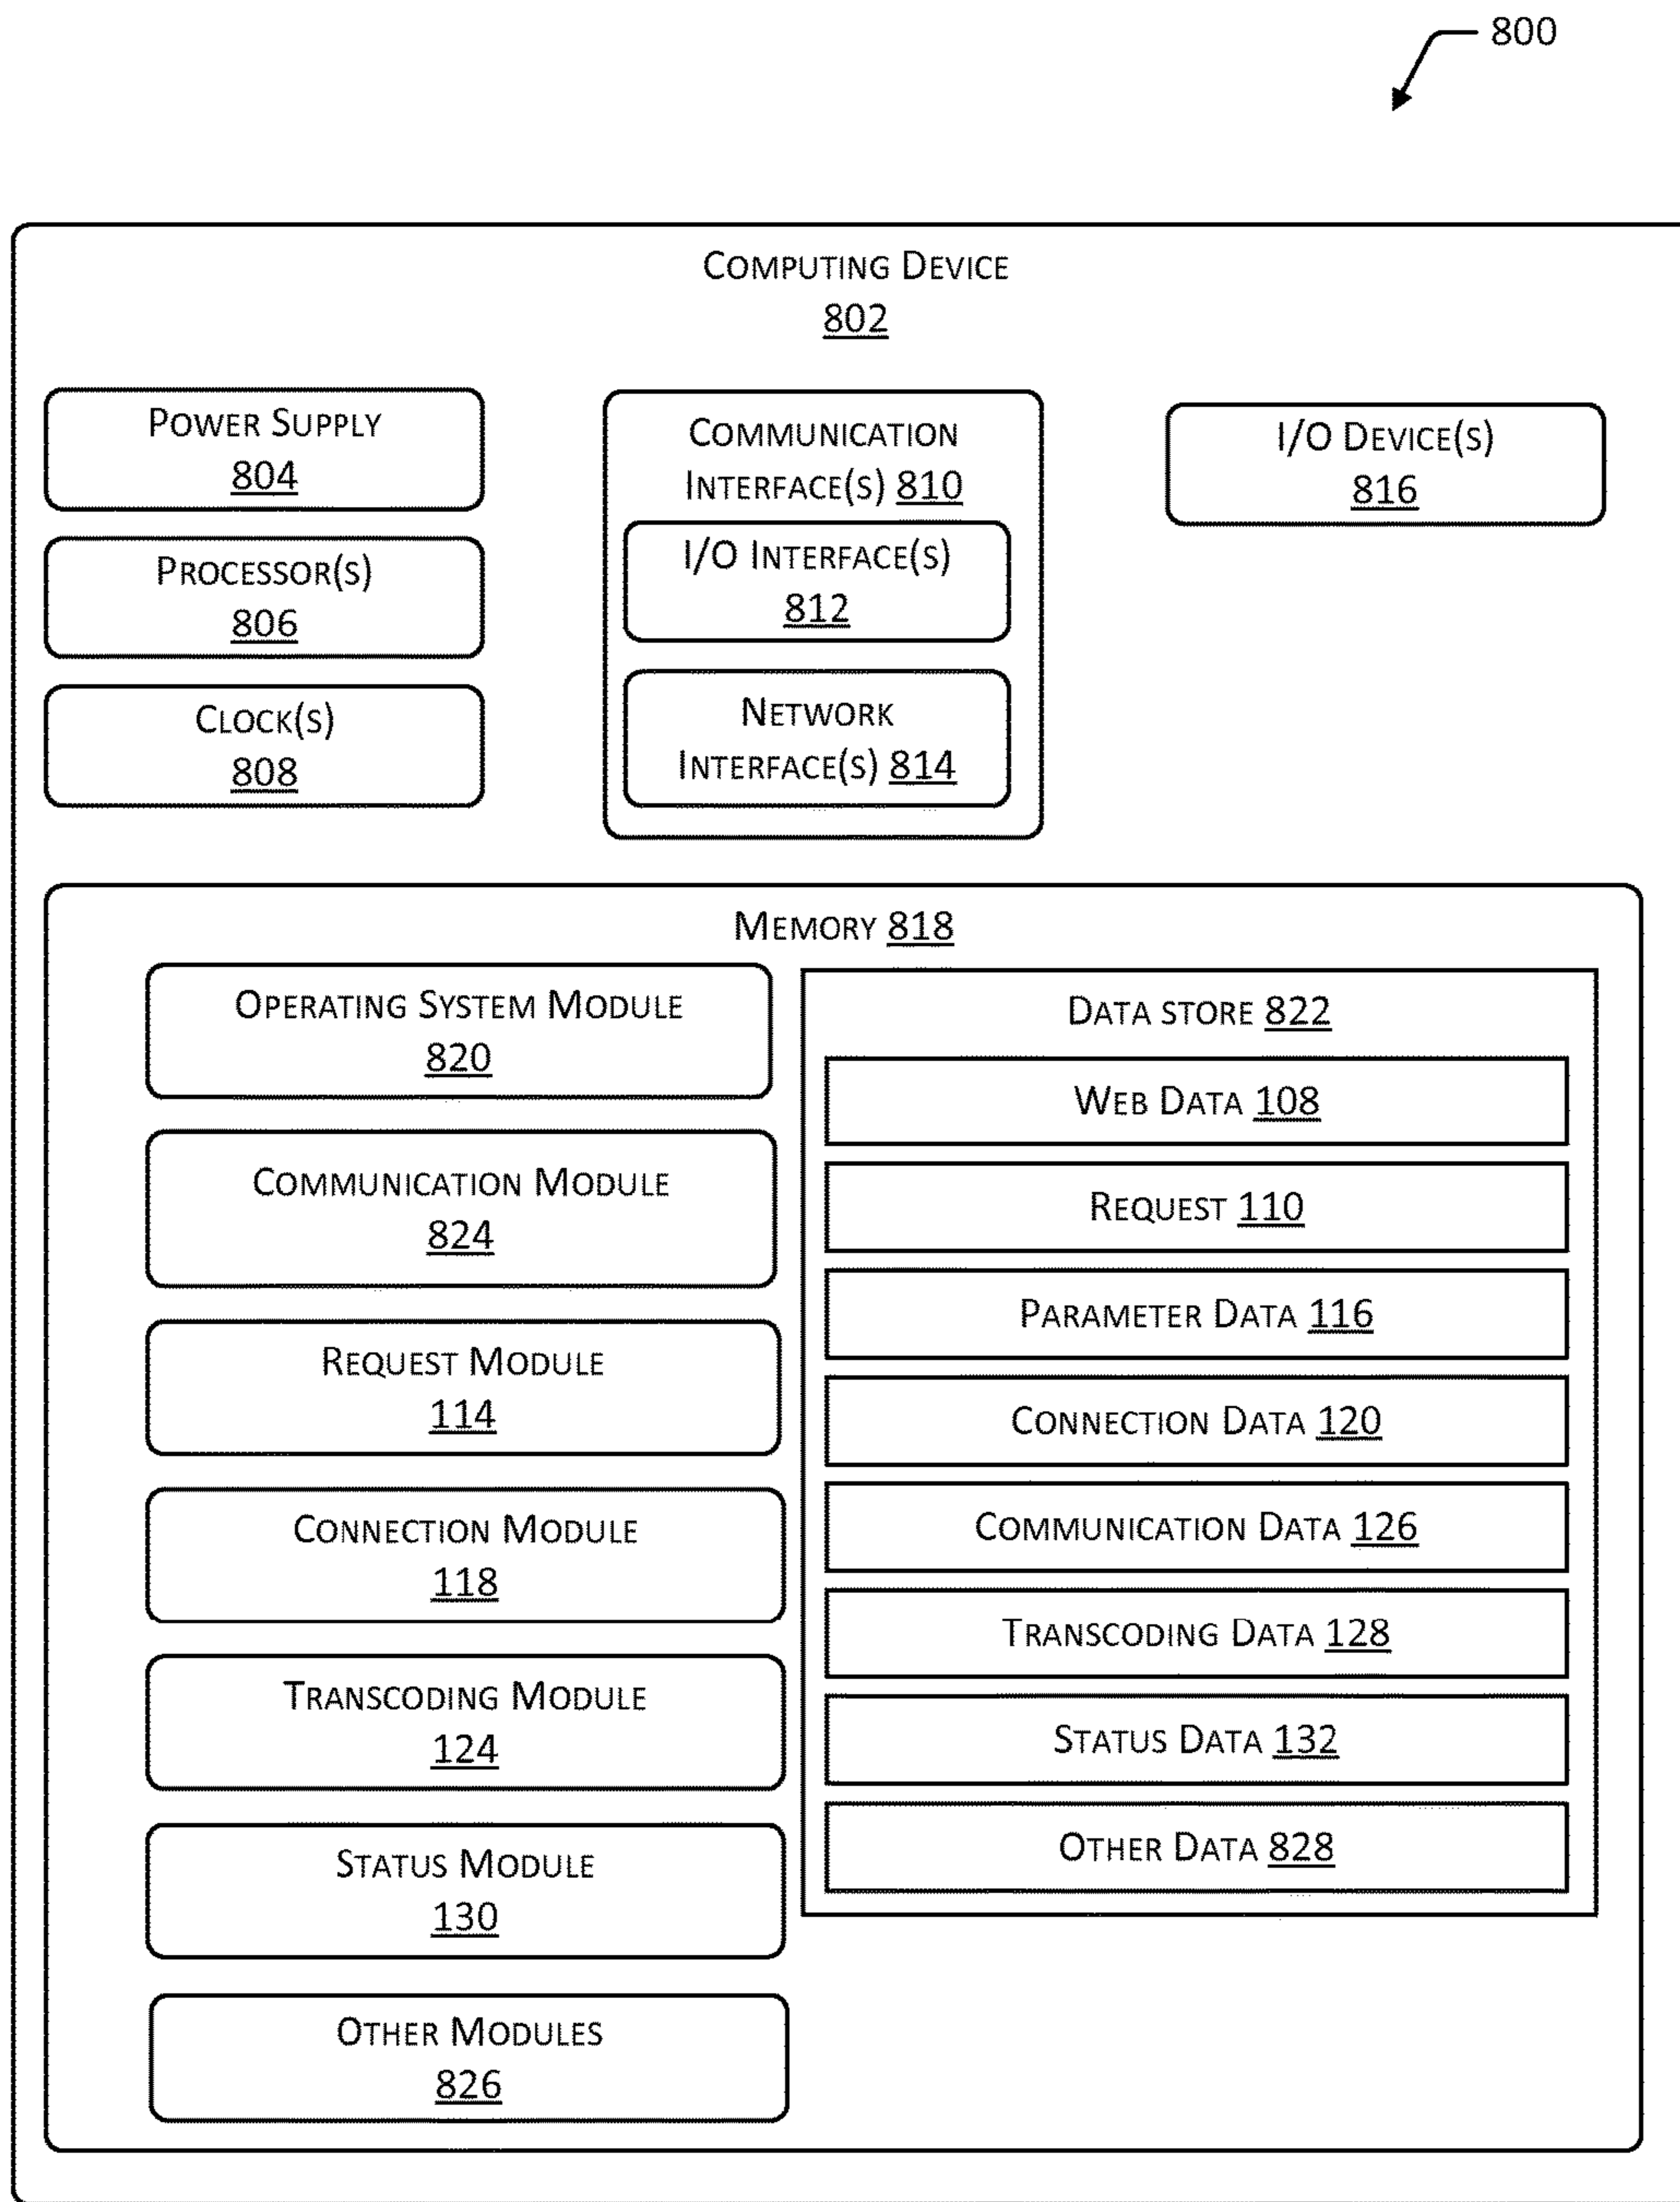 800
COMPUTING DEVICE
802
POWER SUPPLY
804
PROCESSOR(S)
806
CLOCK(S)
808
COMMUNICATION
INTERFACE(S) 810
I/O INTERFACE(S)
812
NETWORK
INTERFACE(S) 814
I/O DEVICE(S)
816
MEMORY 818
OPERATING SYSTEM MODULE
820
COMMUNICATION MODULE
824
REQUEST MODULE
114
CONNECTION MODULE
118
TRANSCODING MODULE
124
STATUS MODULE
130
OTHER MODULES
826
DATA STORE 822
WEB DATA 108
REQUEST 110
PARAMETER DATA 116
CONNECTION DATA 120
COMMUNICATION DATA 126
TRANSCODING DATA 128
STATUS DATA 132
OTHER DATA 828